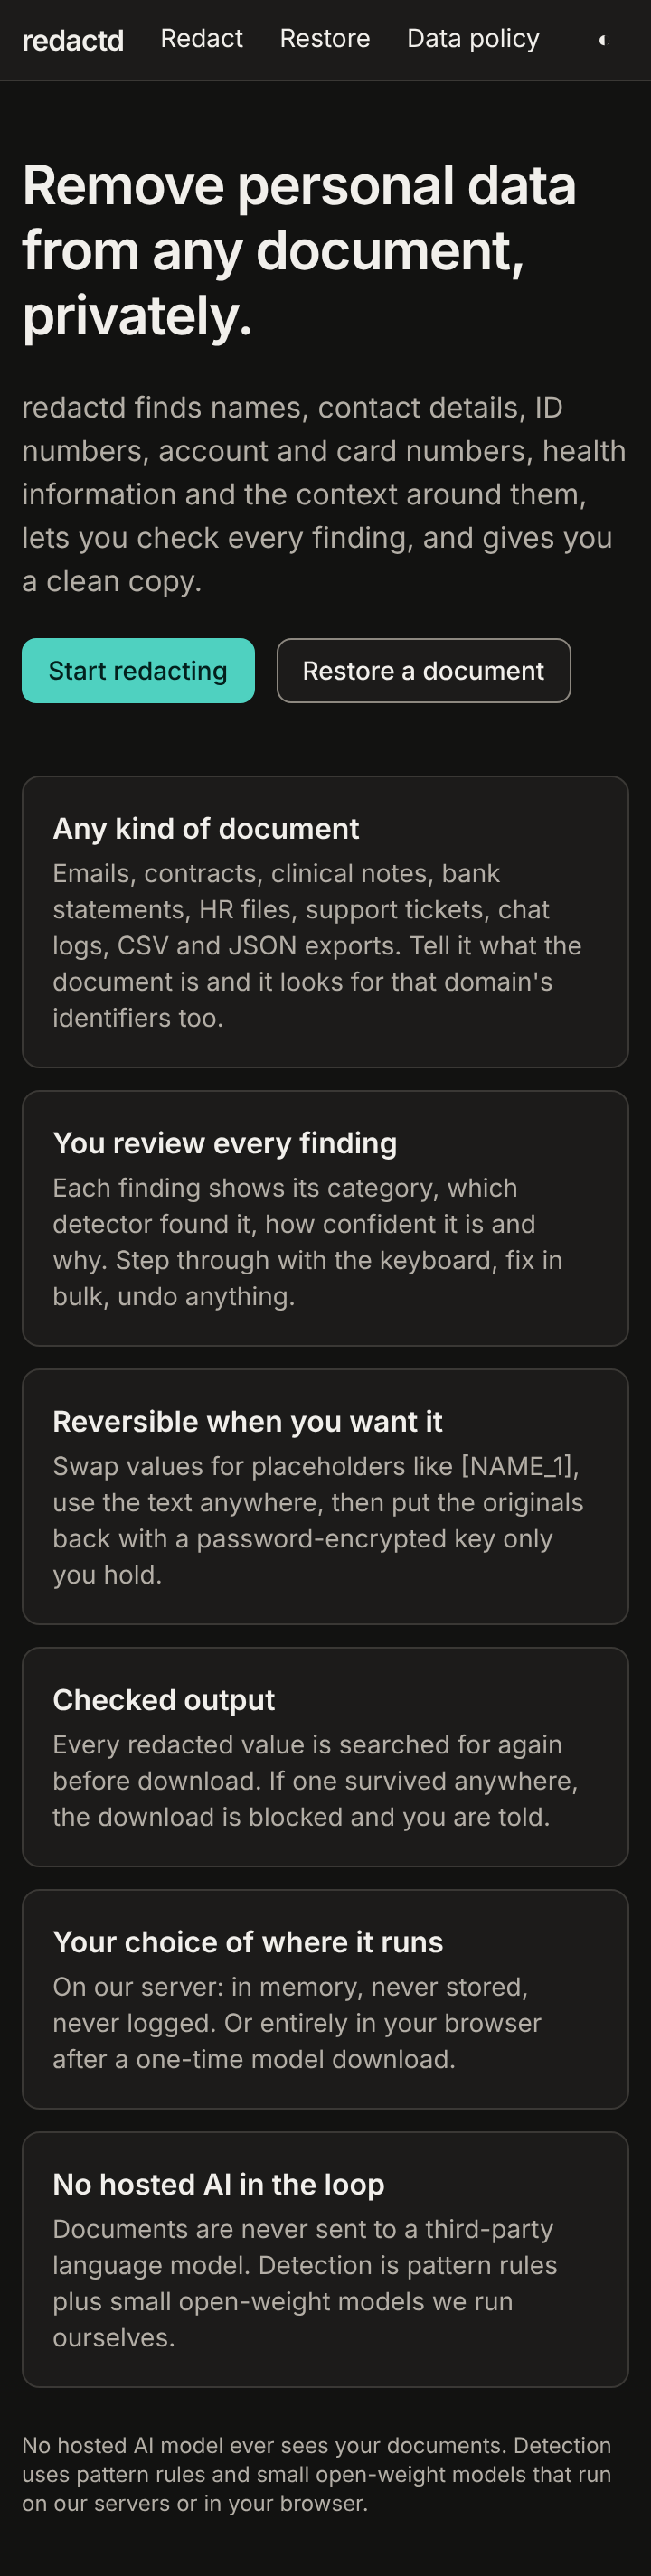 redactd Redact Restore Data policy
Remove personal data
from any document,
privately.
redactd finds names, contact details, ID
numbers, account and card numbers, health
information and the context around them,
lets you check every finding, and gives you
a clean copy.
Start redacting Restore a document
Any kind of document
Emails, contracts, clinical notes, bank
statements, HR files, support tickets, chat
logs, CSV and JSON exports. Tell it what the
document is and it looks for that domain's
identifiers too.
You review every finding
Each finding shows its category, which
detector found it, how confident it is and
why. Step through with the keyboard, fix in
bulk, undo anything.
Reversible when you want it
Swap values for placeholders like [NAME_1],
use the text anywhere, then put the originals
back with a password-encrypted key only
you hold.
Checked output
Every redacted value is searched for again
before download. If one survived anywhere,
the download is blocked and you are told.
Your choice of where it runs
On our server: in memory, never stored,
never logged. Or entirely in your browser
after a one-time model download.
No hosted AI in the loop
Documents are never sent to a third-party
language model. Detection is pattern rules
plus small open-weight models we run
ourselves.
No hosted AI model ever sees your documents. Detection
uses pattern rules and small open-weight models that run
on our servers or in your browser.